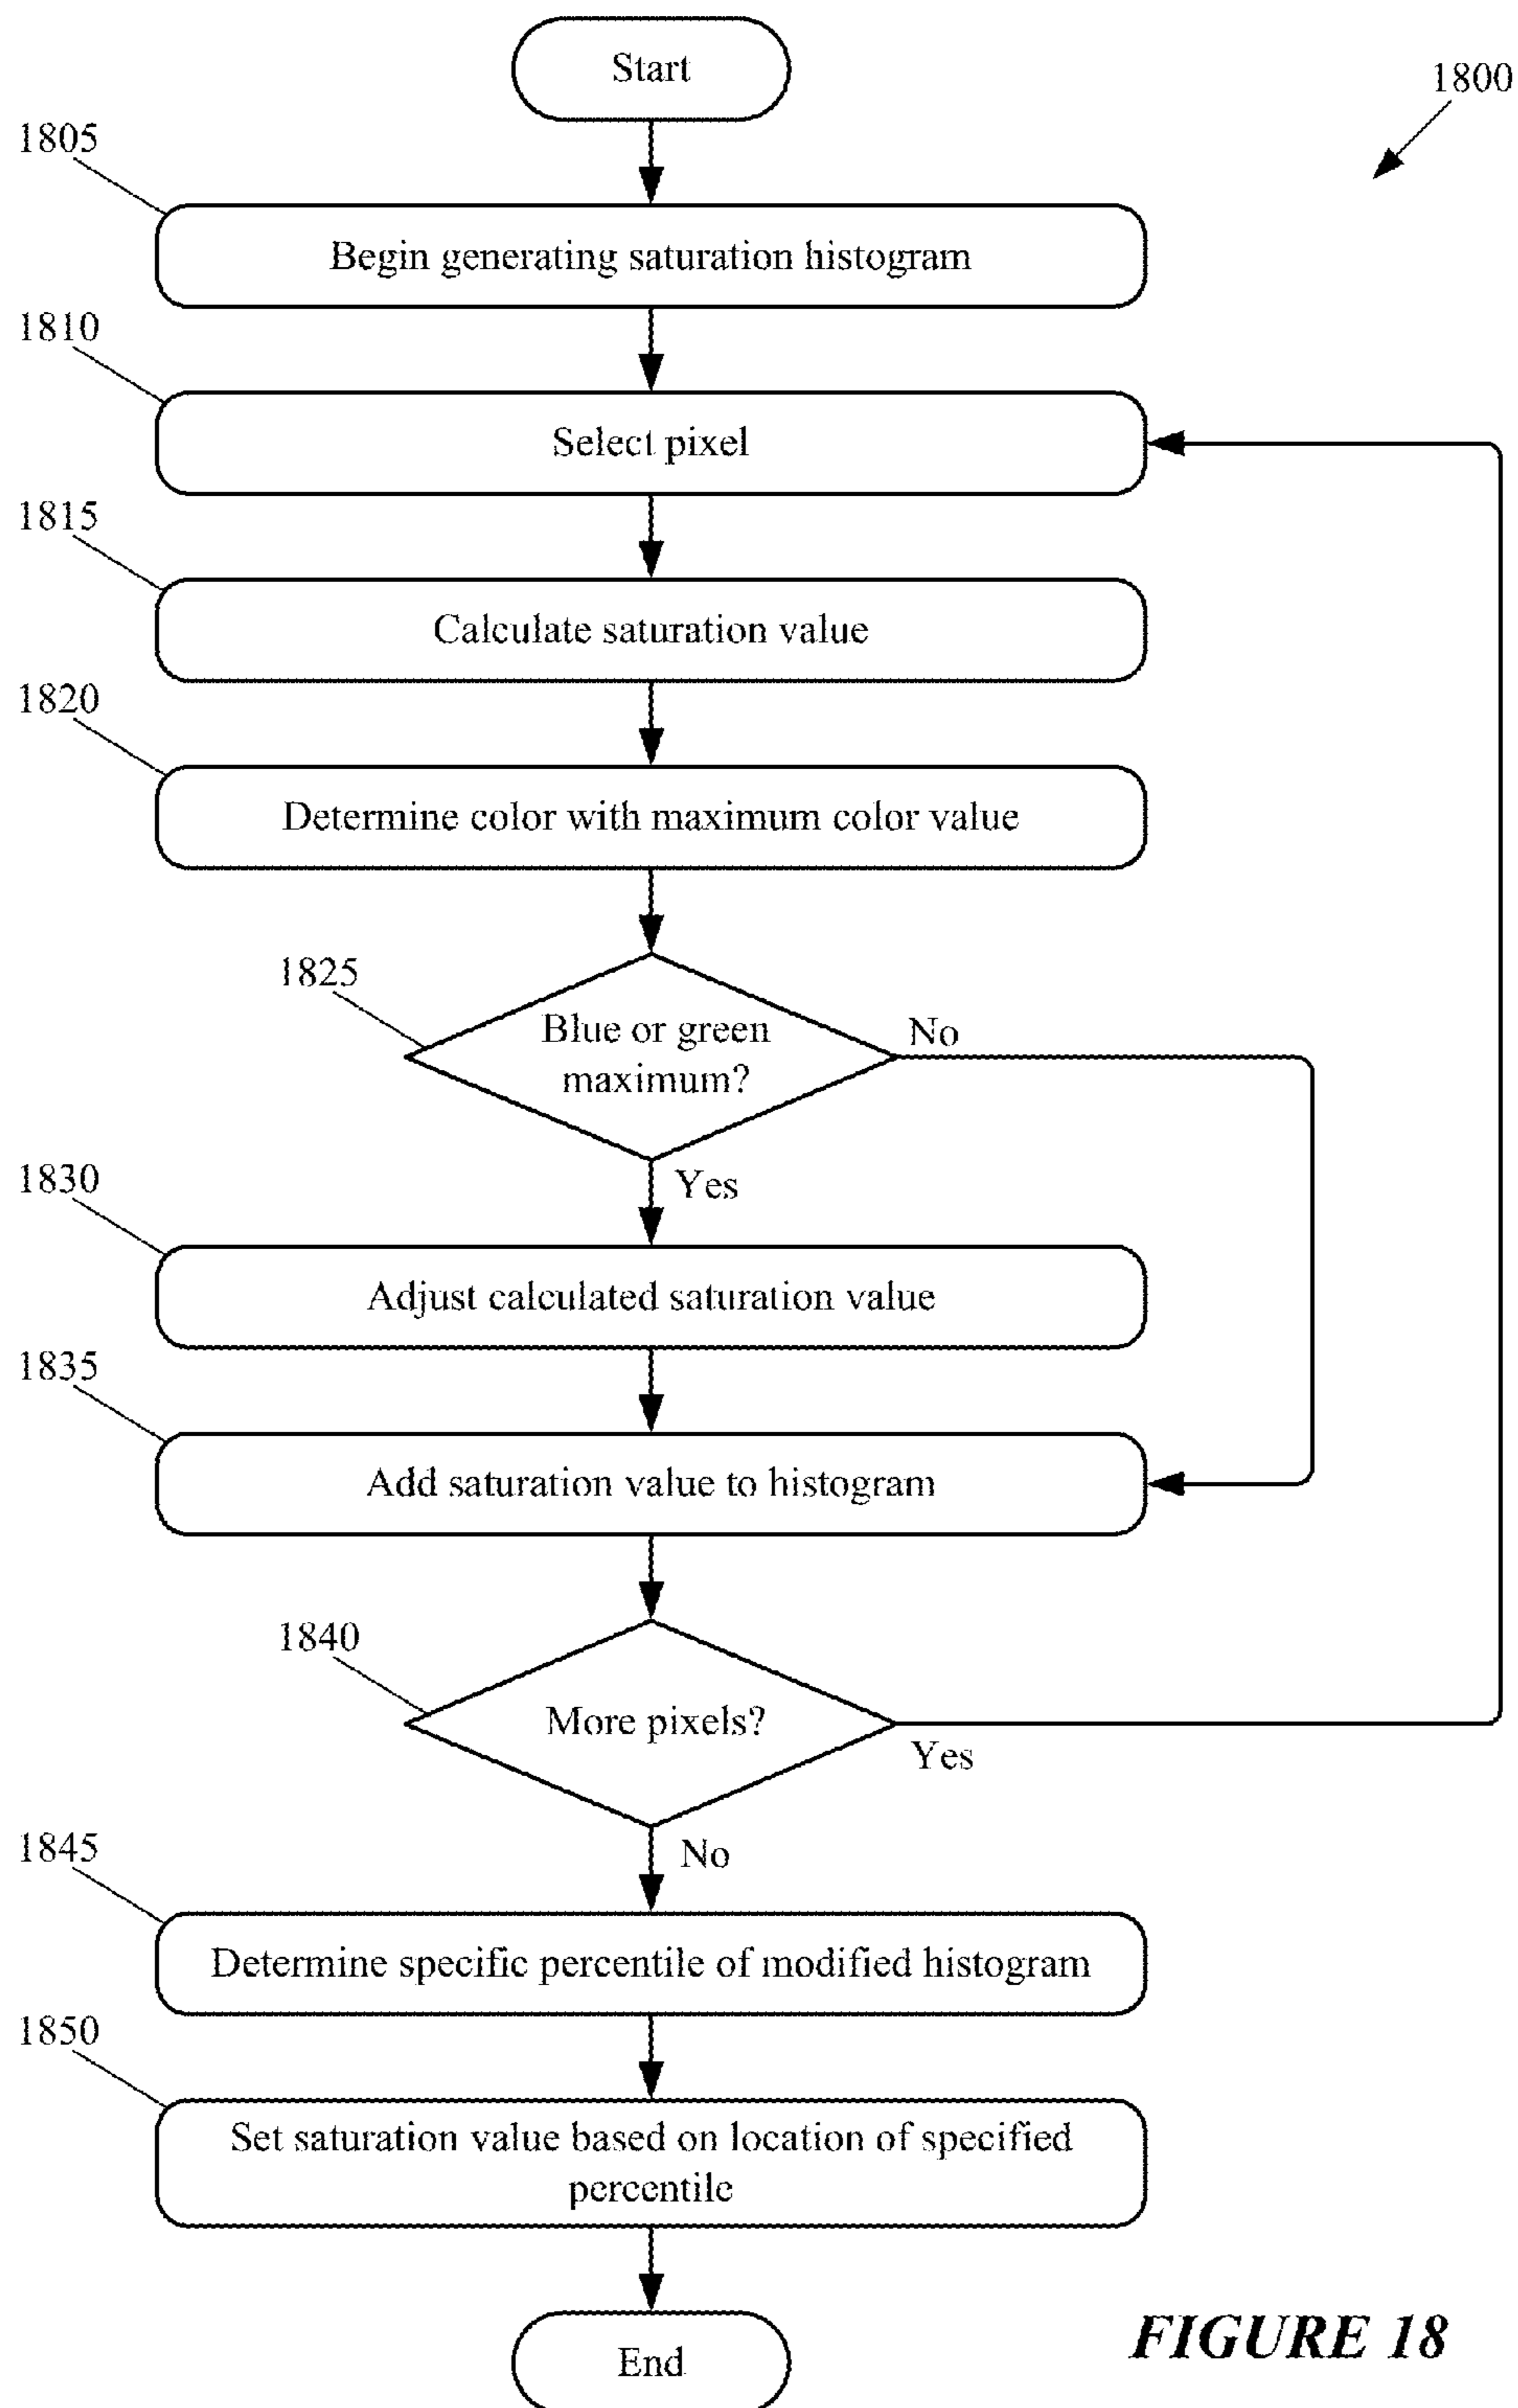 Start
1800
1805
Begin generating saturation histogram
1810
Select pixel
1815
Calculate saturation value
1820
Determine color with maximum color value
1825
Blue or green
maximum?
No
Yes
1830
Adjust calculated saturation value
1835
Add saturation value to histogram
1840
More pixels?
Yes
No
1845
Determine specific percentile of modified histogram
1850
Set saturation value based on location of specified
percentile
End
FIGURE 18